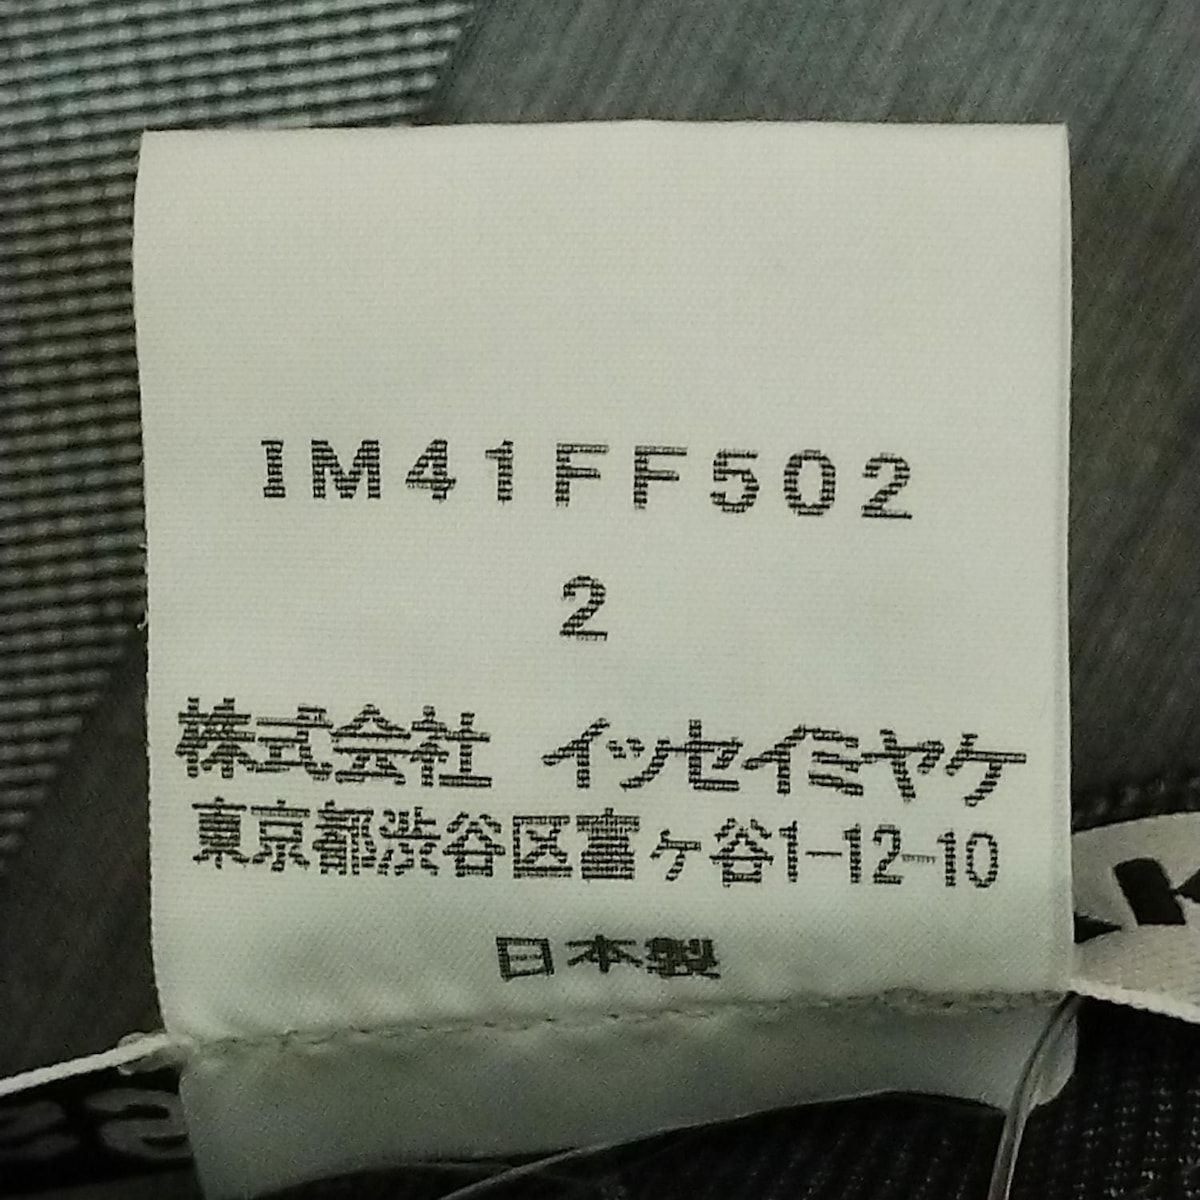 IM41FF502
2
株式会社 イッセイミヤケ
東京都渋谷区富ヶ谷1-12-10
日本製